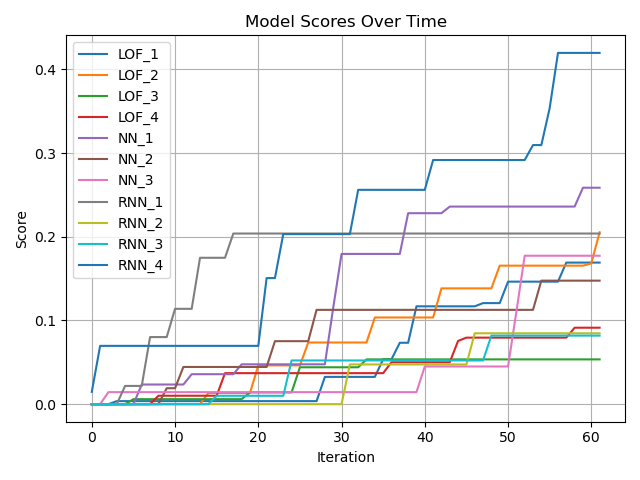 Model Scores Over Time
LOF_1
LOF_2
LOF_3
LOF_4
NN_1
NN_2
NN_3
RNN_1
RNN_2
RNN_3
RNN_4
Score
0.4
0.3
0.2
0.1
0.0
0 10 20 30 40 50 60
Iteration